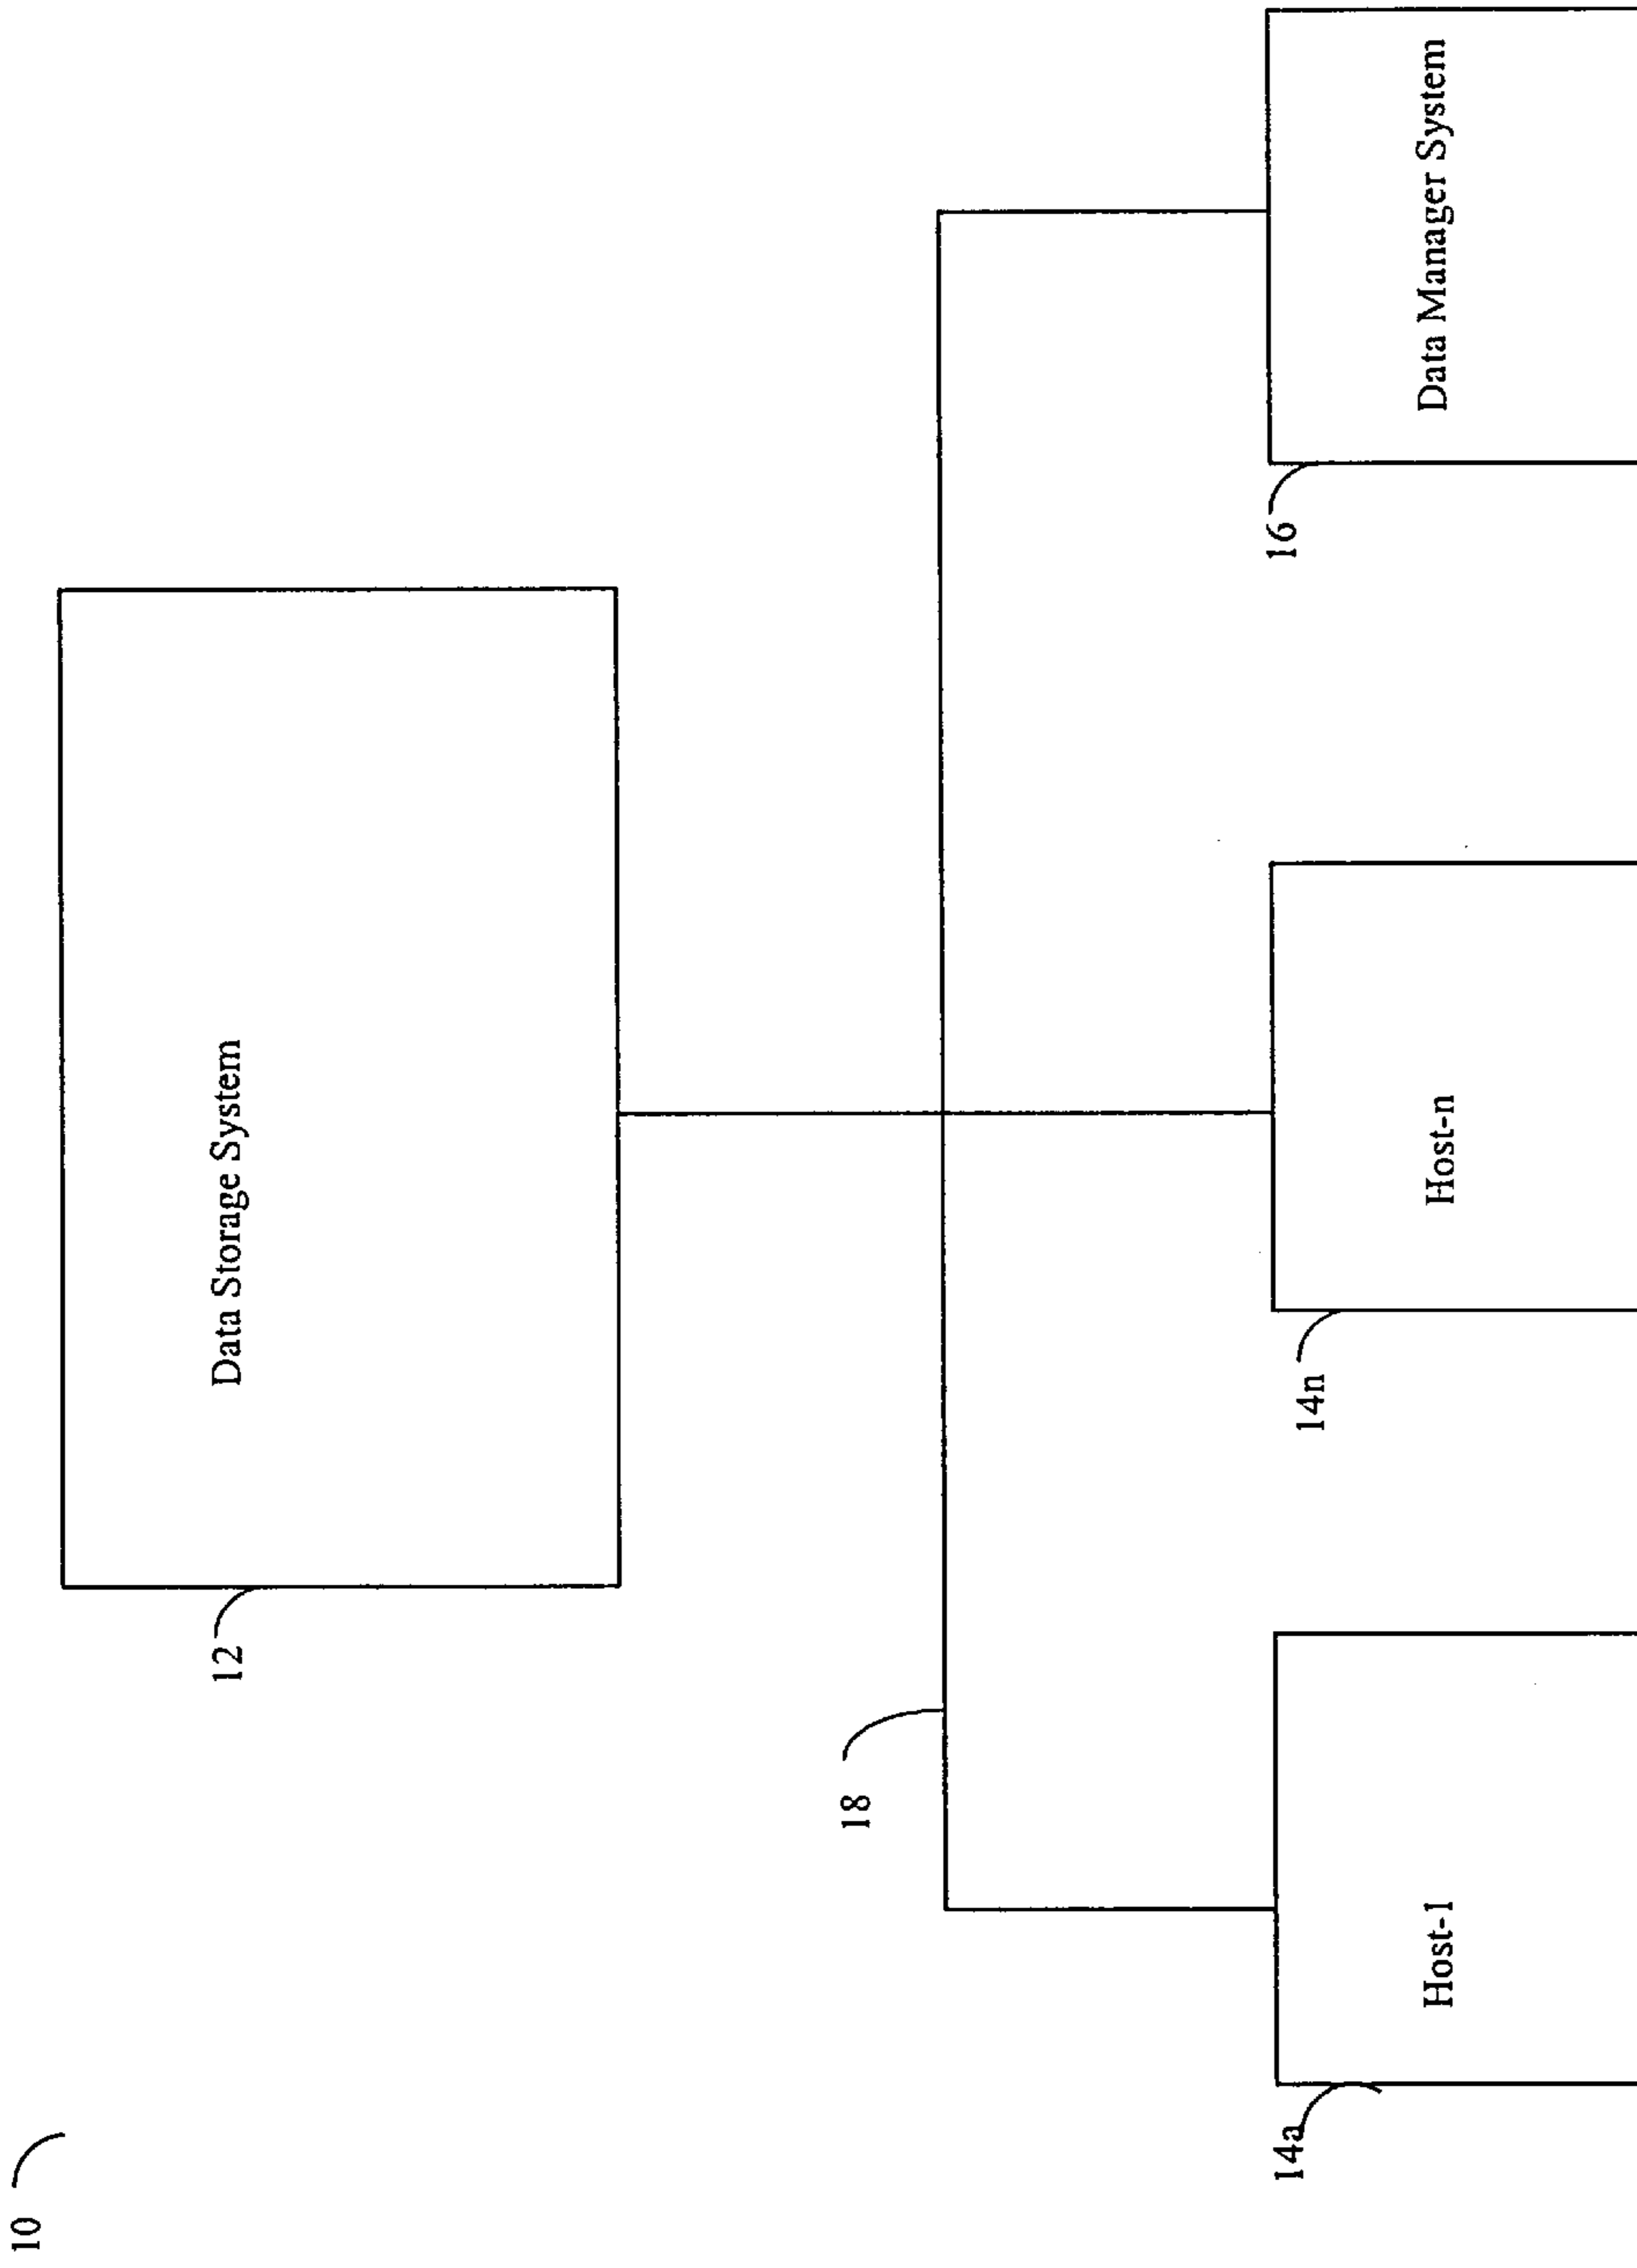 10
12
Data Storage System
18
14a
Host-1
14n
Host-n
16
Data Manager System